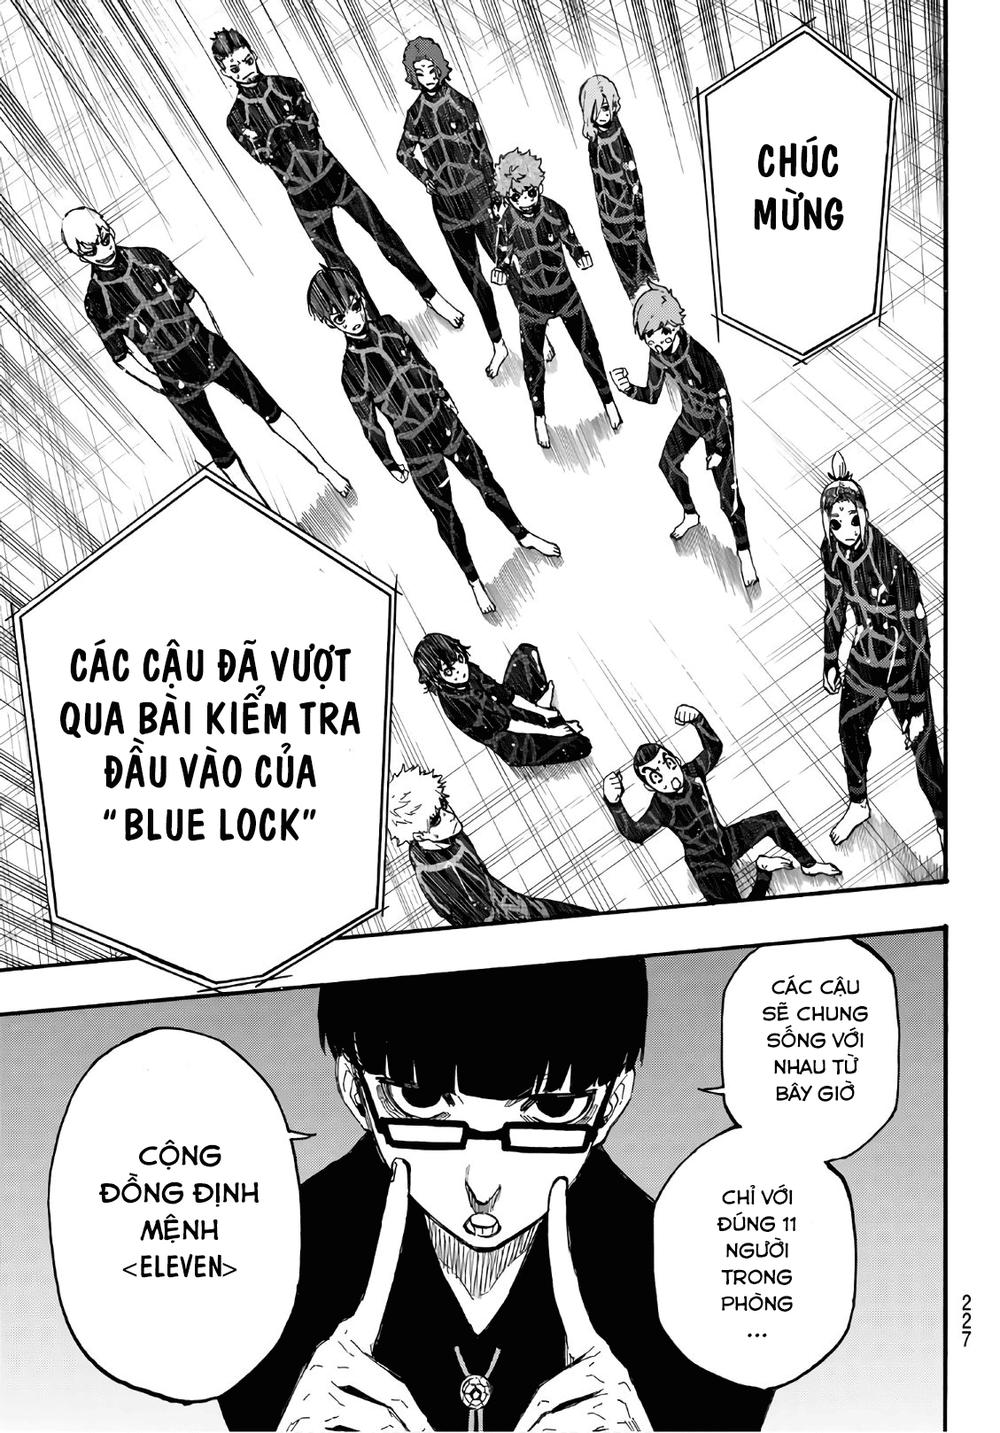 CHÚC
MỪNG
CÁC CẬU ĐÃ VƯỢT
QUA BÀI KIỂM TRA
ĐẦU VÀO CỦA
“BLUE LOCK”
CÁC CẬU
SẼ CHUNG
SỐNG VỚI
NHAU TỪ
BÂY GIỜ
CHỈ VỚI
ĐÚNG 11
NGƯỜI
TRONG
PHÒNG
...
CỘNG
ĐỒNG ĐỊNH
MỆNH
<ELEVEN>
227